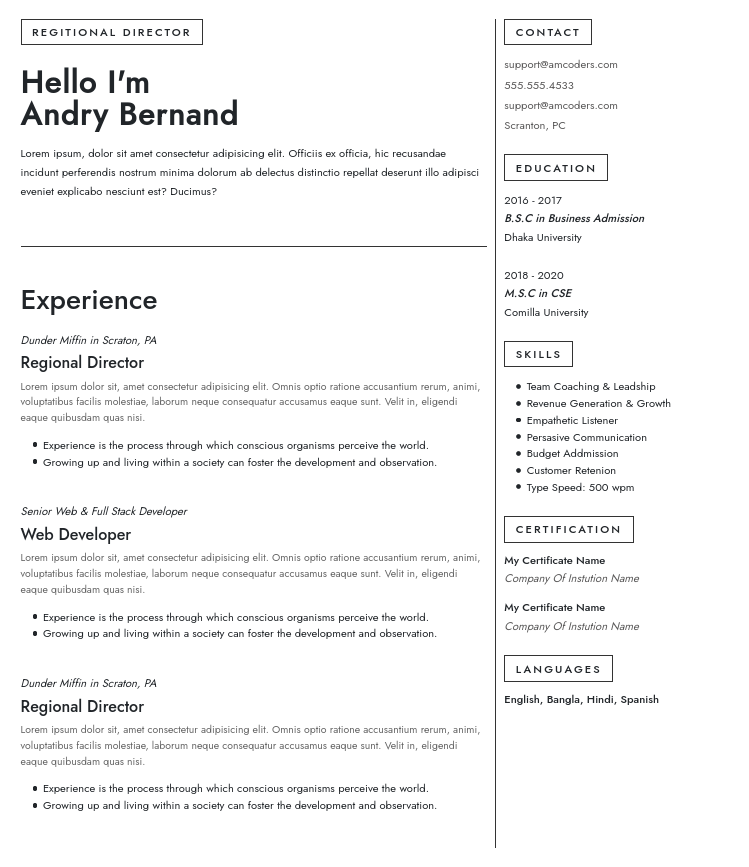 REGITIONAL DIRECTOR
Hello I'm
Andry Bernand
Lorem ipsum, dolor sit amet consectetur adipisicing elit. Officiis ex officia, hic recusandae
incidunt perferendis nostrum minima dolorum ab delectus distinctio repellat deserunt illo adipisci
eveniet explicabo nesciunt est? Ducimus?
Experience
Dunder Miffin in Scraton, PA
Regional Director
Lorem ipsum dolor sit, amet consectetur adipisicing elit. Omnis optio ratione accusantium rerum, animi,
voluptatibus facilis molestiae, laborum neque consequatur accusamus eaque sunt. Velit in, eligendi
eaque quibusdam quas nisi.
Experience is the process through which conscious organisms perceive the world.
Growing up and living within a society can foster the development and observation.
Senior Web & Full Stack Developer
Web Developer
Lorem ipsum dolor sit, amet consectetur adipisicing elit. Omnis optio ratione accusantium rerum, animi,
voluptatibus facilis molestiae, laborum neque consequatur accusamus eaque sunt. Velit in, eligendi
eaque quibusdam quas nisi.
Experience is the process through which conscious organisms perceive the world.
Growing up and living within a society can foster the development and observation.
Dunder Miffin in Scraton, PA
Regional Director
Lorem ipsum dolor sit, amet consectetur adipisicing elit. Omnis optio ratione accusantium rerum, animi,
voluptatibus facilis molestiae, laborum neque consequatur accusamus eaque sunt. Velit in, eligendi
eaque quibusdam quas nisi.
Experience is the process through which conscious organisms perceive the world.
Growing up and living within a society can foster the development and observation.
CONTACT
support@amcoders.com
555.555.4533
support@amcoders.com
Scranton, PC
EDUCATION
2016 - 2017
B.S.C in Business Admission
Dhaka University
2018 - 2020
M.S.C in CSE
Comilla University
SKILLS
Team Coaching & Leadship
Revenue Generation & Growth
Empathetic Listener
Persasive Communication
Budget Addmission
Customer Retenion
Type Speed: 500 wpm
CERTIFICATION
My Certificate Name
Company Of Instution Name
My Certificate Name
Company Of Instution Name
LANGUAGES
English, Bangla, Hindi, Spanish